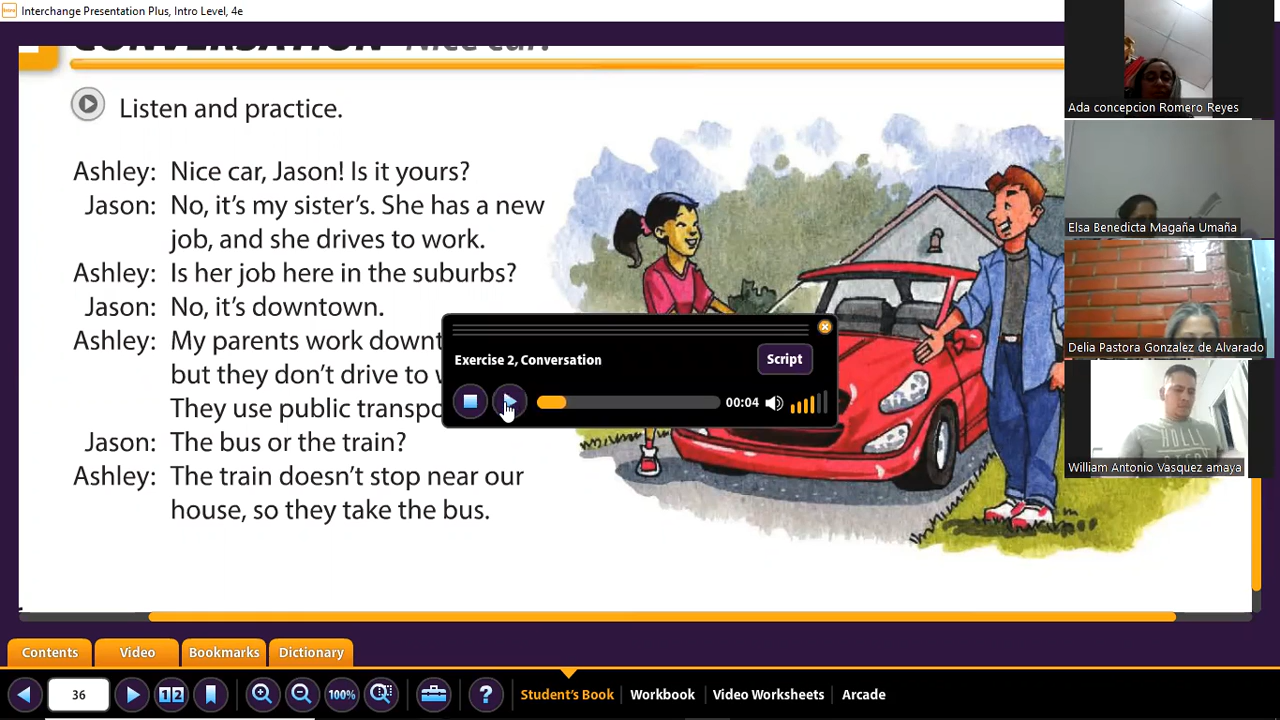 Interchange Presentation Plus, Intro Level, 4e
CONVERSATION Nice car!
Listen and practice.
Ashley: Nice car, Jason! Is it yours?
Jason: No, it's my sister's. She has a new
job, and she drives to work.
Ashley: Is her job here in the suburbs?
Jason: No, it's downtown.
Ashley: My parents work downt
but they don't drive to
They use public transpo
Jason: The bus or the train?
Ashley: The train doesn't stop near our
house, so they take the bus.
Exercise 2, Conversation
Script
00:04
Ada concepcion Romero Reyes
Elsa Benedicta Magaña Umaña
Delia Pastora Gonzalez de Alvarado
William Antonio Vasquez amaya
Contents Video Bookmarks Dictionary
36 12 100% ? Student's Book Workbook Video Worksheets Arcade